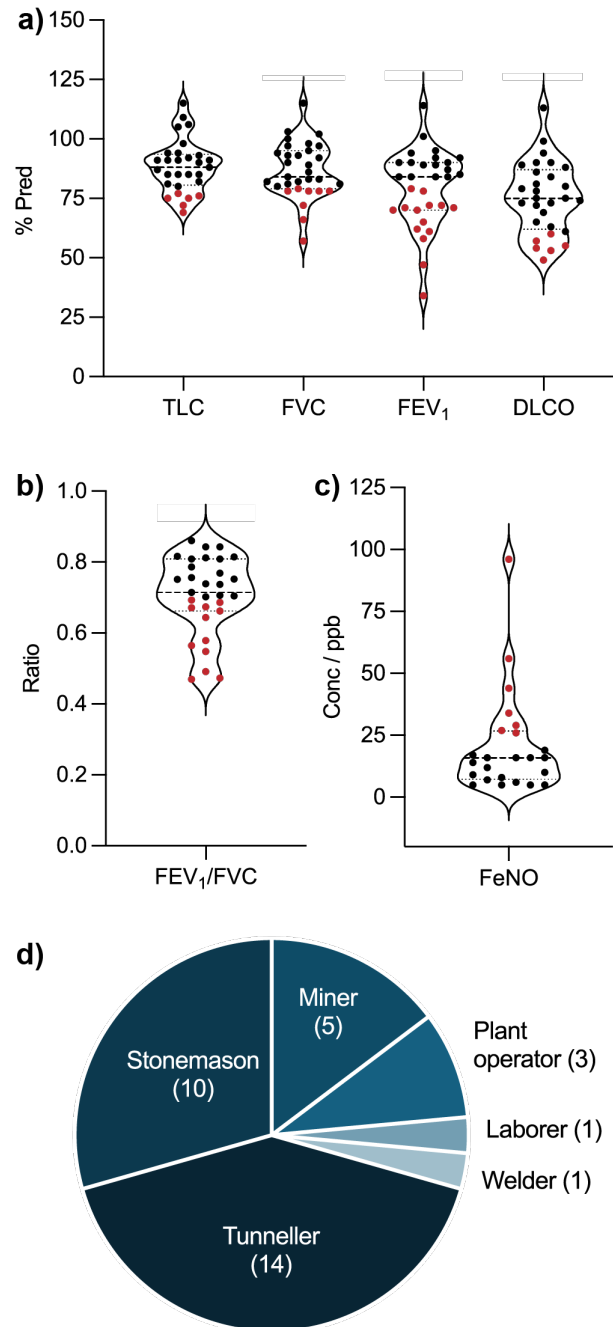 a)
150
125
100
75
50
25
0
% Pred
TLC
FVC
FEV₁
DLCO
b)
1.0
0.8
0.6
0.4
0.2
0.0
Ratio
FEV₁/FVC
c)
125
100
75
50
25
0
Conc / ppb
FeNO
d)
Miner
(5)
Plant
operator (3)
Laborer (1)
Welder (1)
Tunneller
(14)
Stonemason
(10)